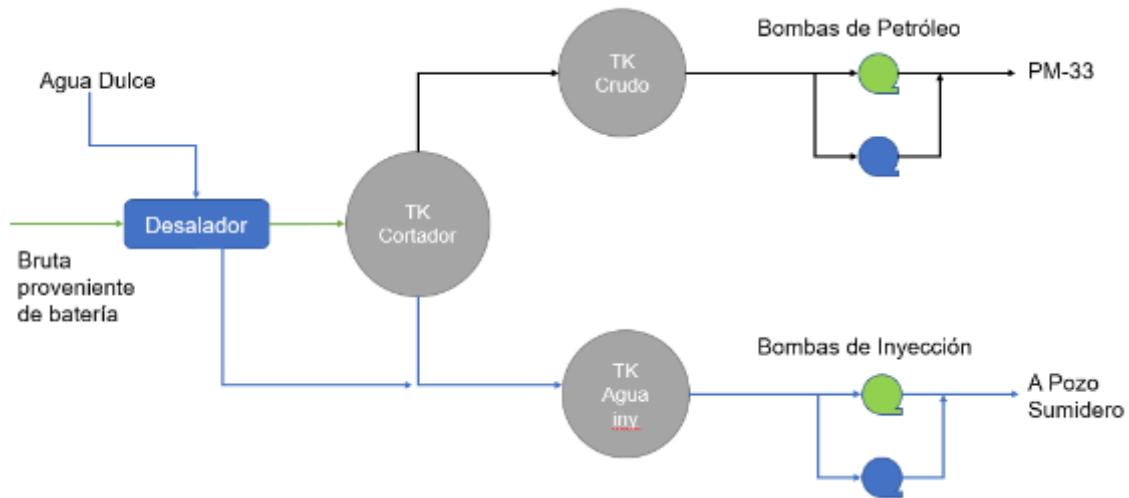 Bombas de Petróleo
TK
Crudo
PM-33
Agua Dulce
Desalador
TK
Cortador
Bruta
proveniente
de batería
Bombas de Inyección
TK
Agua
iny
A Pozo
Sumidero